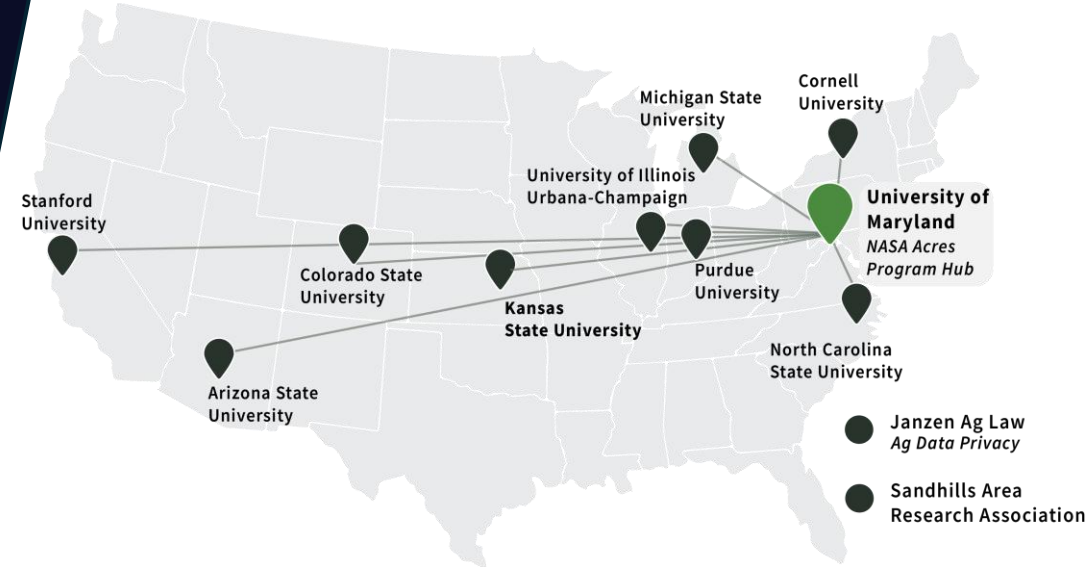 Cornell
University
Michigan State
University
University of Illinois
Urbana-Champaign
Stanford
University
University of
Maryland
NASA Acres
Program Hub
Colorado State
University
Purdue
University
Kansas
State University
North Carolina
State University
Arizona State
University
Janzen Ag Law
Ag Data Privacy
Sandhills Area
Research Association